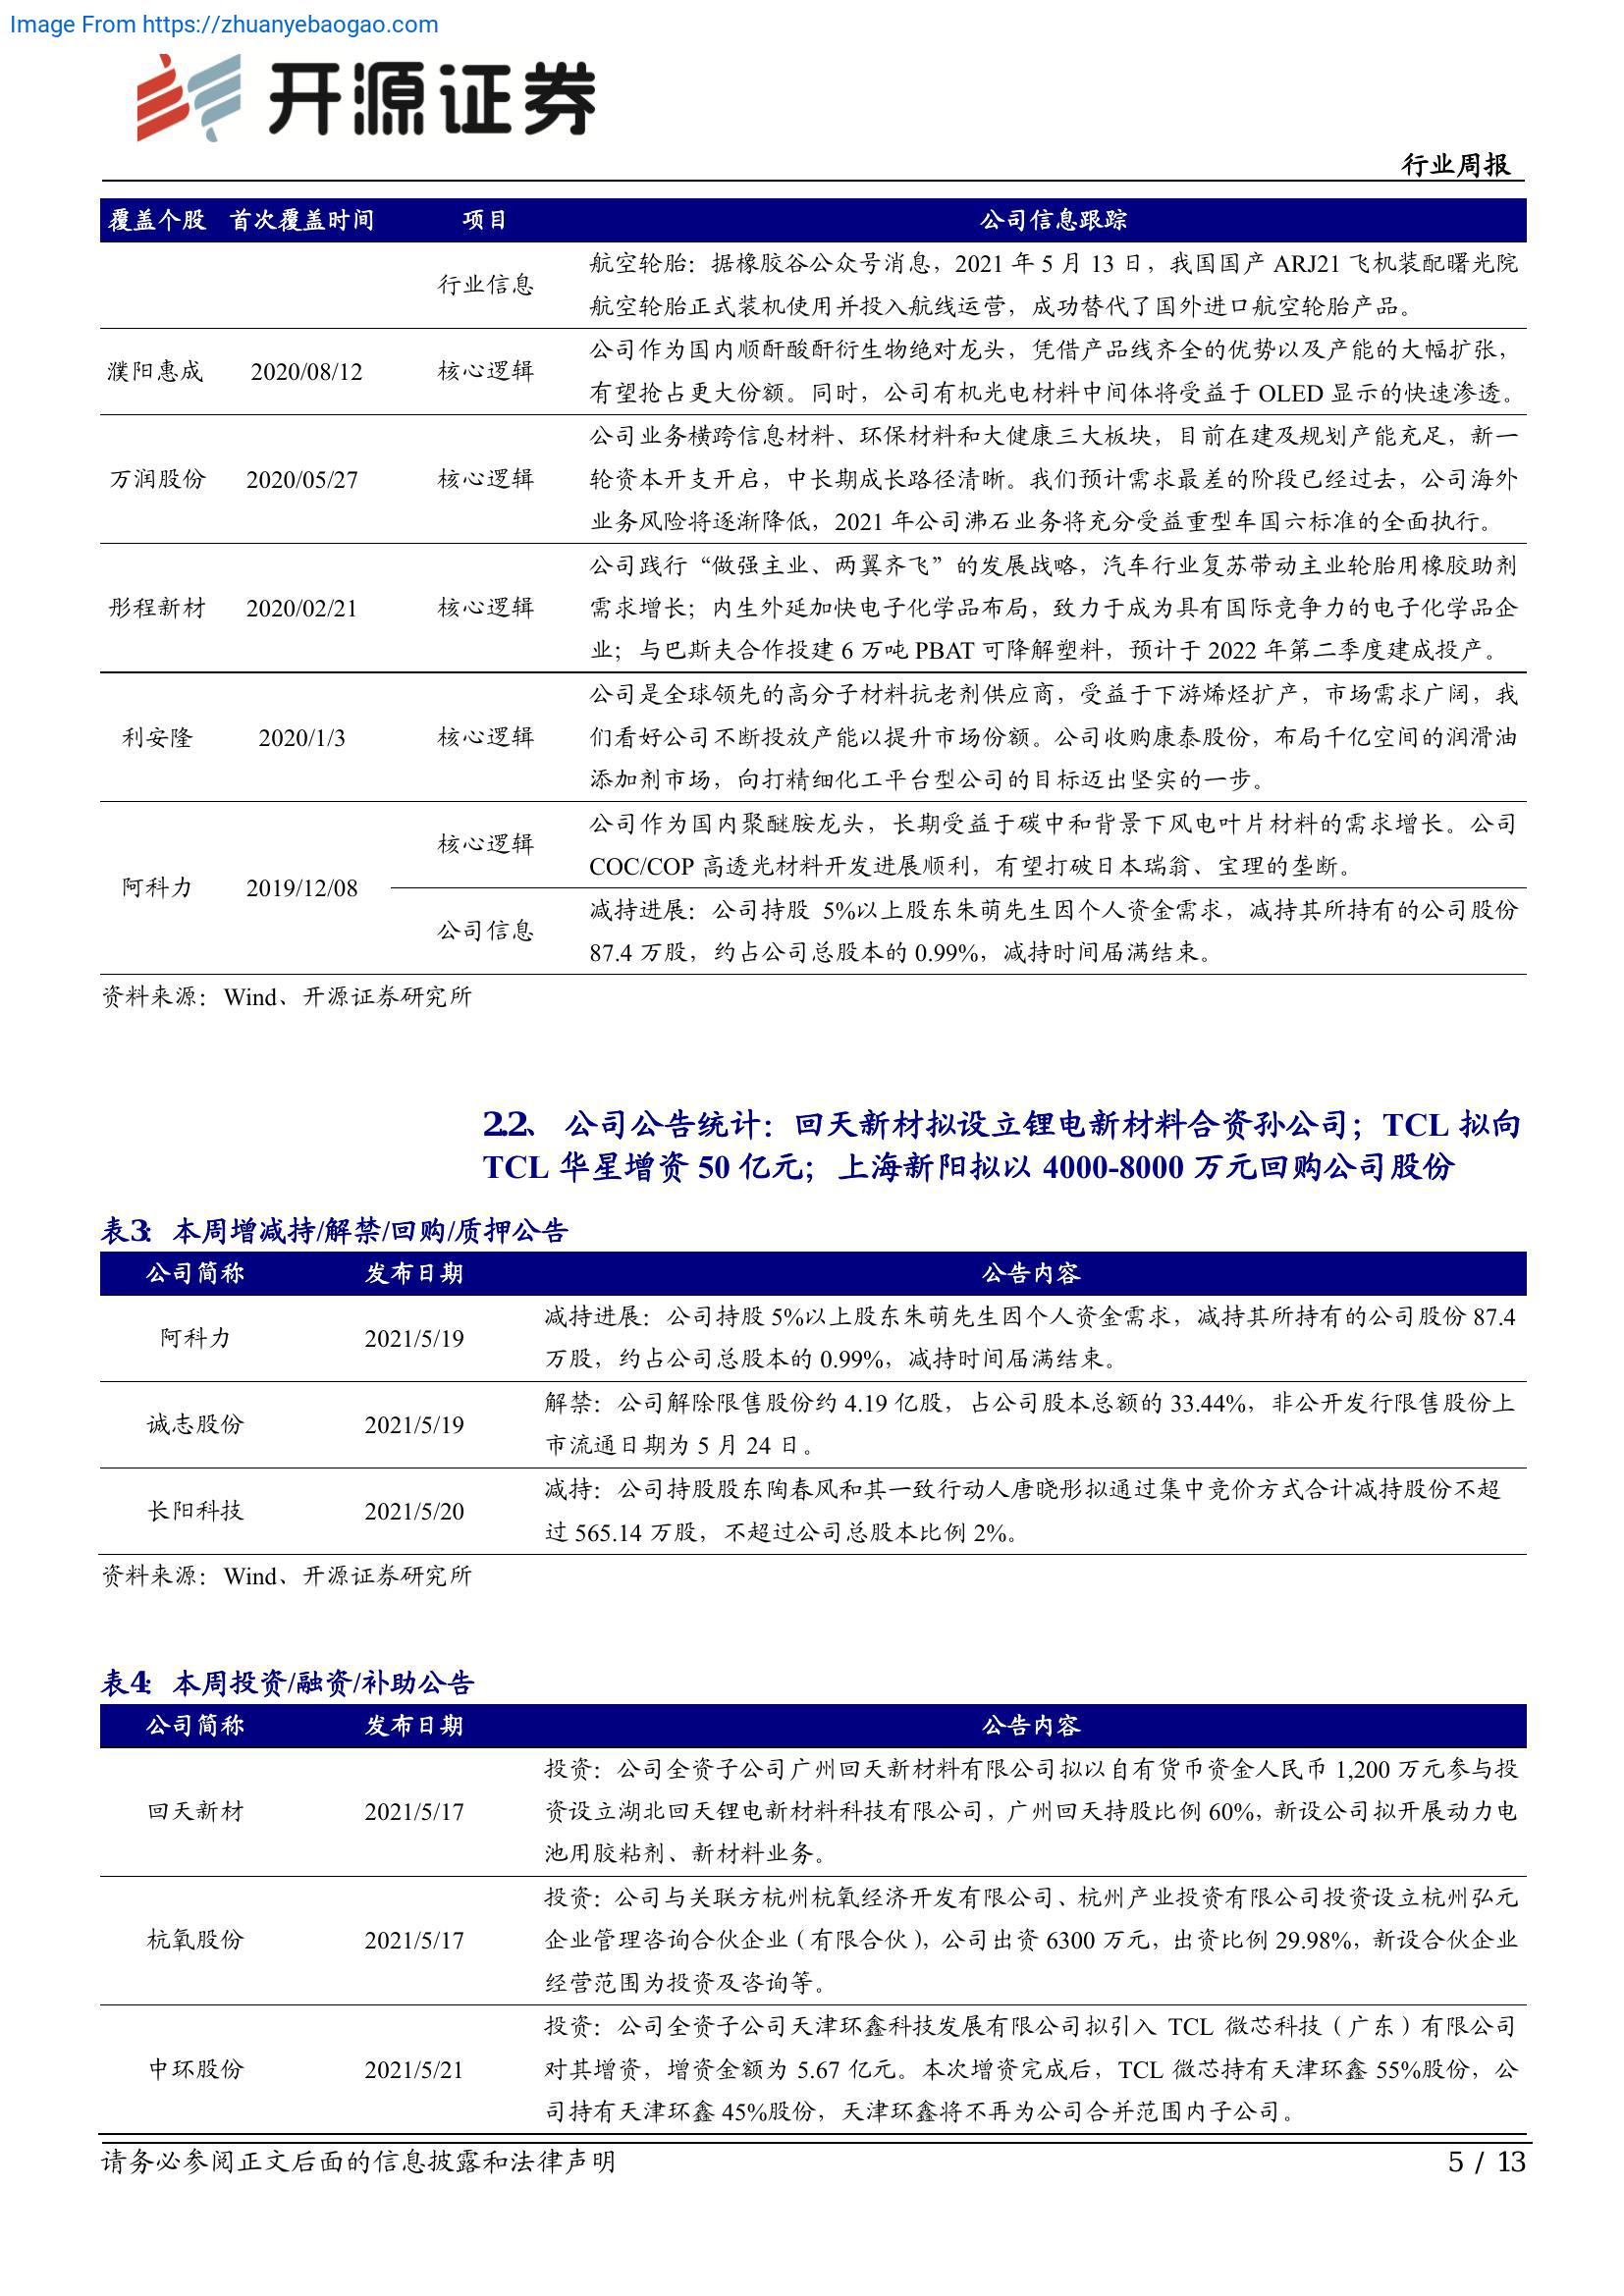 Image From https://zhuanyebaogao.com
开源证券
行业周报
覆盖个股 首次覆盖时间 项目 公司信息跟踪
行业信息
航空轮胎：据橡胶谷公众号消息，2021 年 5 月 13 日，我国国产 ARJ21 飞机装配曙光院
航空轮胎正式装机使用并投入航线运营，成功替代了国外进口航空轮胎产品。
濮阳惠成 2020/08/12 核心逻辑
公司作为国内顺酐酸酐衍生物绝对龙头，凭借产品线齐全的优势以及产能的大幅扩张，
有望抢占更大份额。同时，公司有机光电材料中间体将受益于 OLED 显示的快速渗透。
万润股份 2020/05/27 核心逻辑
公司业务横跨信息材料、环保材料和大健康三大板块，目前在建及规划产能充足，新一
轮资本开支开启，中长期成长路径清晰。我们预计需求最差的阶段已经过去，公司海外
业务风险将逐渐降低，2021 年公司沸石业务将充分受益重型车国六标准的全面执行。
彤程新材 2020/02/21 核心逻辑
公司践行“做强主业、两翼齐飞”的发展战略，汽车行业复苏带动主业轮胎用橡胶助剂
需求增长；内生外延加快电子化学品布局，致力于成为具有国际竞争力的电子化学品企
业；与巴斯夫合作投建 6 万吨 PBAT 可降解塑料，预计于 2022 年第二季度建成投产。
利安隆 2020/1/3 核心逻辑
公司是全球领先的高分子材料抗老剂供应商，受益于下游烯烃扩产，市场需求广阔，我
们看好公司不断投放产能以提升市场份额。公司收购康泰股份，布局千亿空间的润滑油
添加剂市场，向打精细化工平台型公司的目标迈出坚实的一步。
阿科力 2019/12/08
核心逻辑
公司作为国内聚醚胺龙头，长期受益于碳中和背景下风电叶片材料的需求增长。公司
COC/COP 高透光材料开发进展顺利，有望打破日本瑞翁、宝理的垄断。
公司信息
减持进展：公司持股 5%以上股东朱萌先生因个人资金需求，减持其所持有的公司股份
87.4 万股，约占公司总股本的 0.99%，减持时间届满结束。
资料来源：Wind、开源证券研究所
2.2、 公司公告统计：回天新材拟设立锂电新材料合资孙公司；TCL 拟向
TCL 华星增资 50 亿元；上海新阳拟以 4000-8000 万元回购公司股份
表3： 本周增减持/解禁/回购/质押公告
公司简称 发布日期 公告内容
阿科力 2021/5/19
减持进展：公司持股 5%以上股东朱萌先生因个人资金需求，减持其所持有的公司股份 87.4
万股，约占公司总股本的 0.99%，减持时间届满结束。
诚志股份 2021/5/19
解禁：公司解除限售股份约 4.19 亿股，占公司股本总额的 33.44%，非公开发行限售股份上
市流通日期为 5 月 24 日。
长阳科技 2021/5/20
减持：公司持股股东陶春风和其一致行动人唐晓彤拟通过集中竞价方式合计减持股份不超
过 565.14 万股，不超过公司总股本比例 2%。
资料来源：Wind、开源证券研究所
表4： 本周投资/融资/补助公告
公司简称 发布日期 公告内容
回天新材 2021/5/17
投资：公司全资子公司广州回天新材料有限公司拟以自有货币资金人民币 1,200 万元参与投
资设立湖北回天锂电新材料科技有限公司，广州回天持股比例 60%，新设公司拟开展动力电
池用胶粘剂、新材料业务。
杭氧股份 2021/5/17
投资：公司与关联方杭州杭氧经济开发有限公司、杭州产业投资有限公司投资设立杭州弘元
企业管理咨询合伙企业（有限合伙），公司出资 6300 万元，出资比例 29.98%，新设合伙企业
经营范围为投资及咨询等。
中环股份 2021/5/21
投资：公司全资子公司天津环鑫科技发展有限公司拟引入 TCL 微芯科技（广东）有限公司
对其增资，增资金额为 5.67 亿元。本次增资完成后，TCL 微芯持有天津环鑫 55%股份，公
司持有天津环鑫 45%股份，天津环鑫将不再为公司合并范围内子公司。
请务必参阅正文后面的信息披露和法律声明
5 / 13